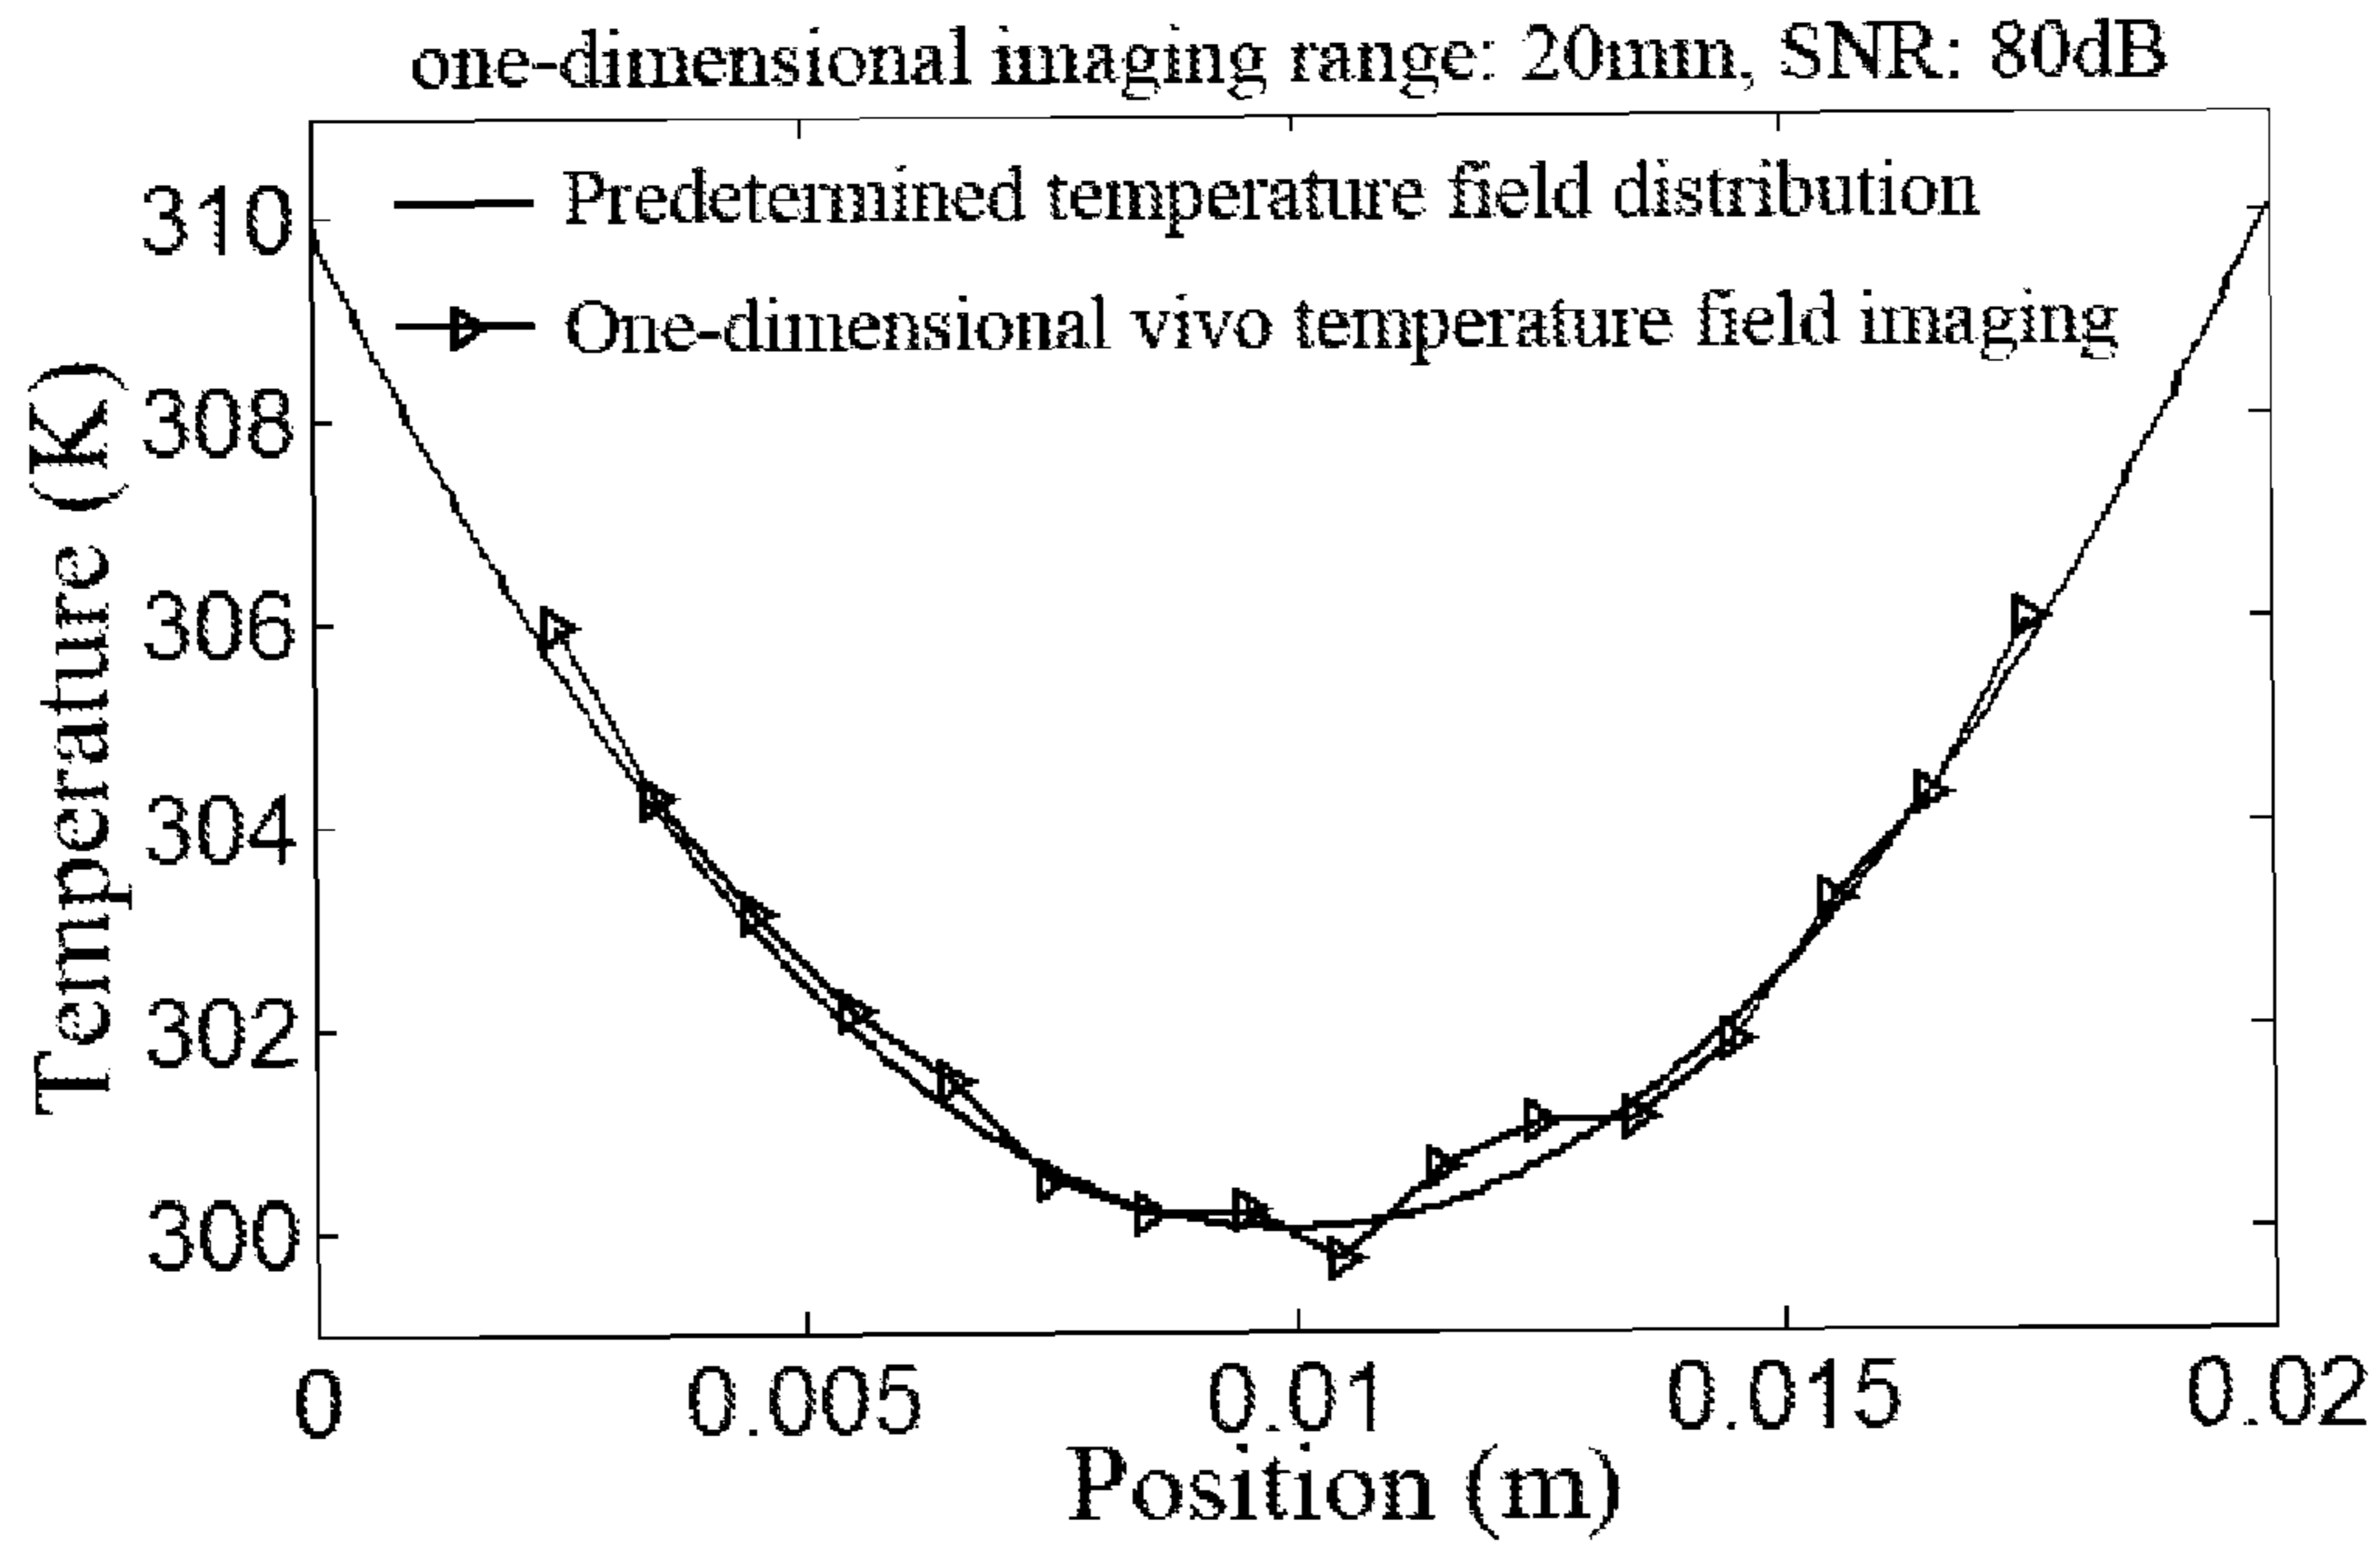 one-dimensional imaging range: 20mm, SNR: 80dB
Predetermined temperature field distribution
One-dimensional vivo temperature field imaging
Temperature (K)
310
308
306
304
302
300
0 0.005 0.01 0.015 0.02
Position (m)